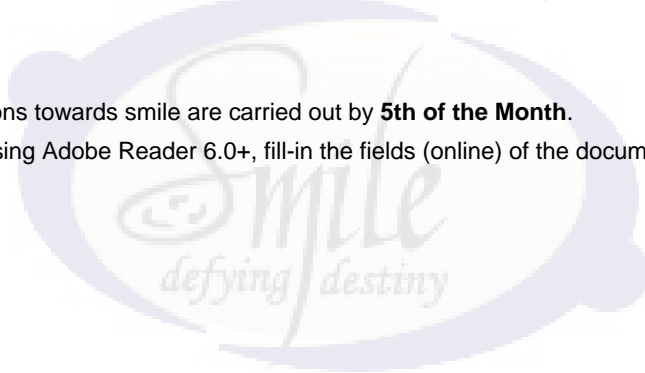 ons towards smile are carried out by 5th of the Month.
sing Adobe Reader 6.0+, fill-in the fields (online) of the docum
Smile
defying destiny